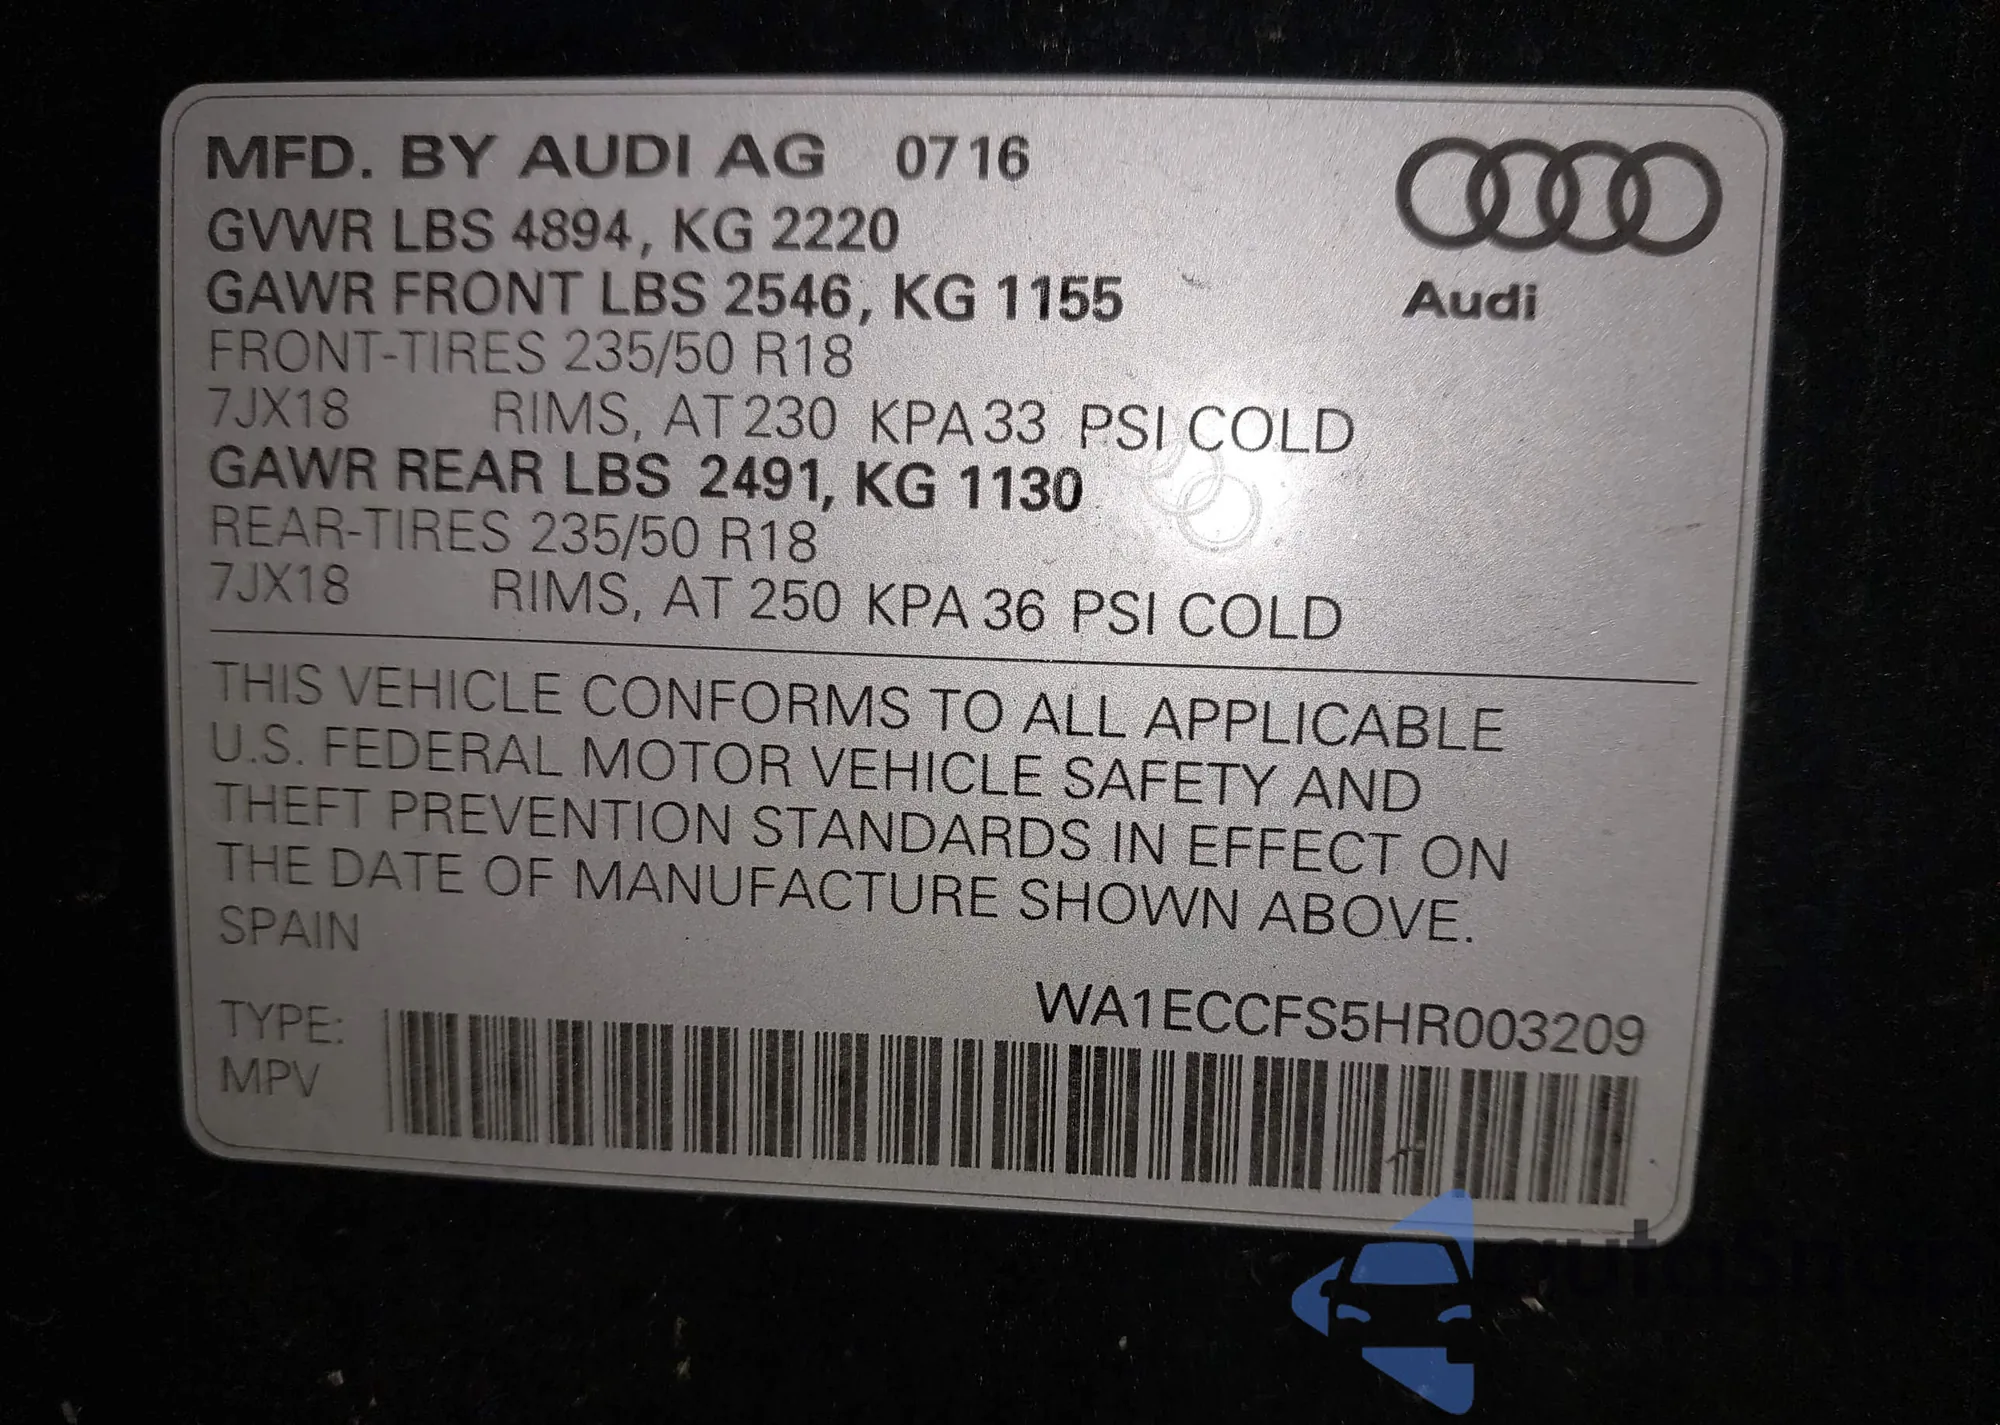 MFD. BY AUDI AG 0716
GVWR LBS 4894, KG 2220
GAWR FRONT LBS 2546, KG 1155
Audi
FRONT-TIRES 235/50 R18
7JX18 RIMS, AT 230 KPA 33 PSI COLD
GAWR REAR LBS 2491, KG 1130
REAR-TIRES 235/50 R18
7JX18 RIMS, AT 250 KPA 36 PSI COLD
THIS VEHICLE CONFORMS TO ALL APPLICABLE
U.S. FEDERAL MOTOR VEHICLE SAFETY AND
THEFT PREVENTION STANDARDS IN EFFECT ON
THE DATE OF MANUFACTURE SHOWN ABOVE.
SPAIN
WA1ECCFS5HR003209
TYPE:
MPV